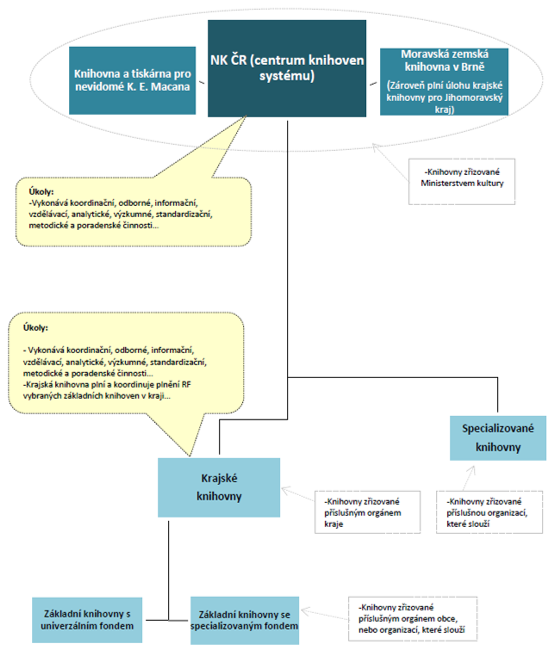 Knihovna a tiskárna pro
nevidomé K. E. Macana
NK ČR (centrum knihoven
systému)
Moravská zemská
knihovna v Brně
(Zároveň plní úlohu krajské
knihovny pro Jihomoravský
kraj)
-Knihovny zřizované
Ministerstvem kultury
Úkoly:
-Vykonává koordinační, odborné, informační,
vzdělávací, analytické, výzkumné, standardizační,
metodické a poradenské činnosti...
Úkoly:
- Vykonává koordinační, odborné, informační,
vzdělávací, analytické, výzkumné, standardizační,
metodické a poradenské činnosti...
-Krajská knihovna plní a koordinuje plnění RF
vybraných základních knihoven v kraji...
Specializované
knihovny
Krajské
knihovny
-Knihovny zřizované
příslušným orgánem
kraje
-Knihovny zřizované
příslušnou organizací,
které slouží
Základní knihovny s
univerzálním fondem
Základní knihovny se
specializovaným fondem
-Knihovny zřizované
příslušným orgánem obce,
nebo organizací, které slouží